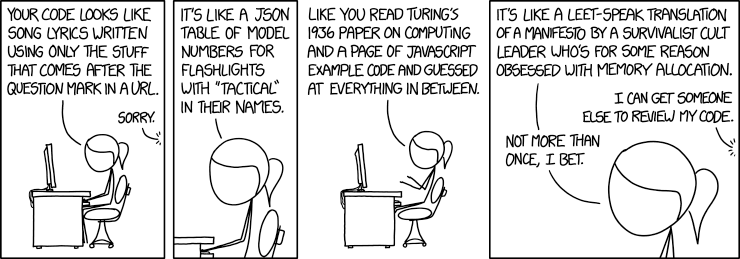 YOUR CODE LOOKS LIKE
SONG LYRICS WRITTEN
USING ONLY THE STUFF
THAT COMES AFTER THE
QUESTION MARK IN A URL.
SORRY.
IT'S LIKE A JSON
TABLE OF MODEL
NUMBERS FOR
FLASHLIGHTS
WITH "TACTICAL"
IN THEIR NAMES.
LIKE YOU READ TURING'S
1936 PAPER ON COMPUTING
AND A PAGE OF JAVASCRIPT
EXAMPLE CODE AND GUESSED
AT EVERYTHING IN BETWEEN.
IT'S LIKE A LEET-SPEAK TRANSLATION
OF A MANIFESTO BY A SURVIVALIST CULT
LEADER WHO'S FOR SOME REASON
OBSESSED WITH MEMORY ALLOCATION.
I CAN GET SOMEONE
ELSE TO REVIEW MY CODE.
NOT MORE THAN
ONCE, I BET.